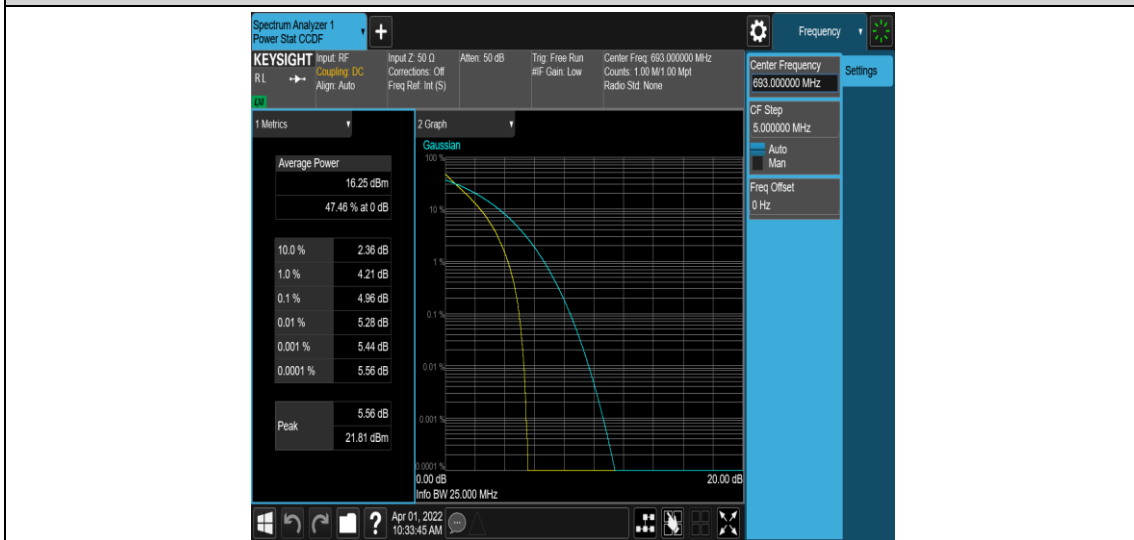 Spectrum Analyzer 1
Power Stat CCDF
+
Frequency
KEYSIGHT
RL
LXI
Input: RF
Coupling: DC
Align: Auto
Input Z: 50 Ω
Corrections: Off
Freq Ref: Int (S)
Atten: 50 dB
Trig: Free Run
#IF Gain: Low
Center Freq: 693.000000 MHz
Counts: 1.00 M/1.00 Mpt
Radio Std: None
Center Frequency
693.000000 MHz
Settings
CF Step
5.000000 MHz
Auto
Man
Freq Offset
0 Hz
1 Metrics
Average Power
16.25 dBm
47.46 % at 0 dB
10.0 % 2.36 dB
1.0 % 4.21 dB
0.1 % 4.96 dB
0.01 % 5.28 dB
0.001 % 5.44 dB
0.0001 % 5.56 dB
Peak
5.56 dB
21.81 dBm
2 Graph
Gaussian
100 %
10 %
1 %
0.1 %
0.01 %
0.001 %
0.0001 %
0.00 dB 20.00 dB
Info BW 25.000 MHz
?
Apr 01, 2022
10:33:45 AM